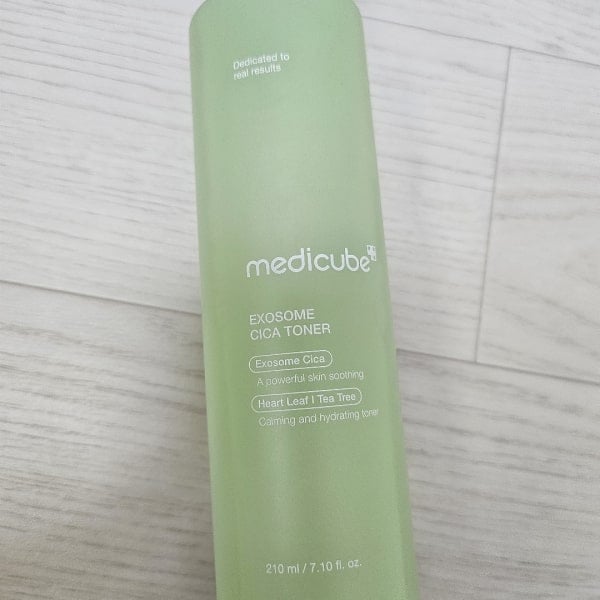 Dedicated to
real results
medicube
EXOSOME
CICA TONER
Exosome Cica
A powerful skin soothing
Heart Leaf I Tea Tree
Calming and hydrating toner
210 ml / 7.10 fl. oz.